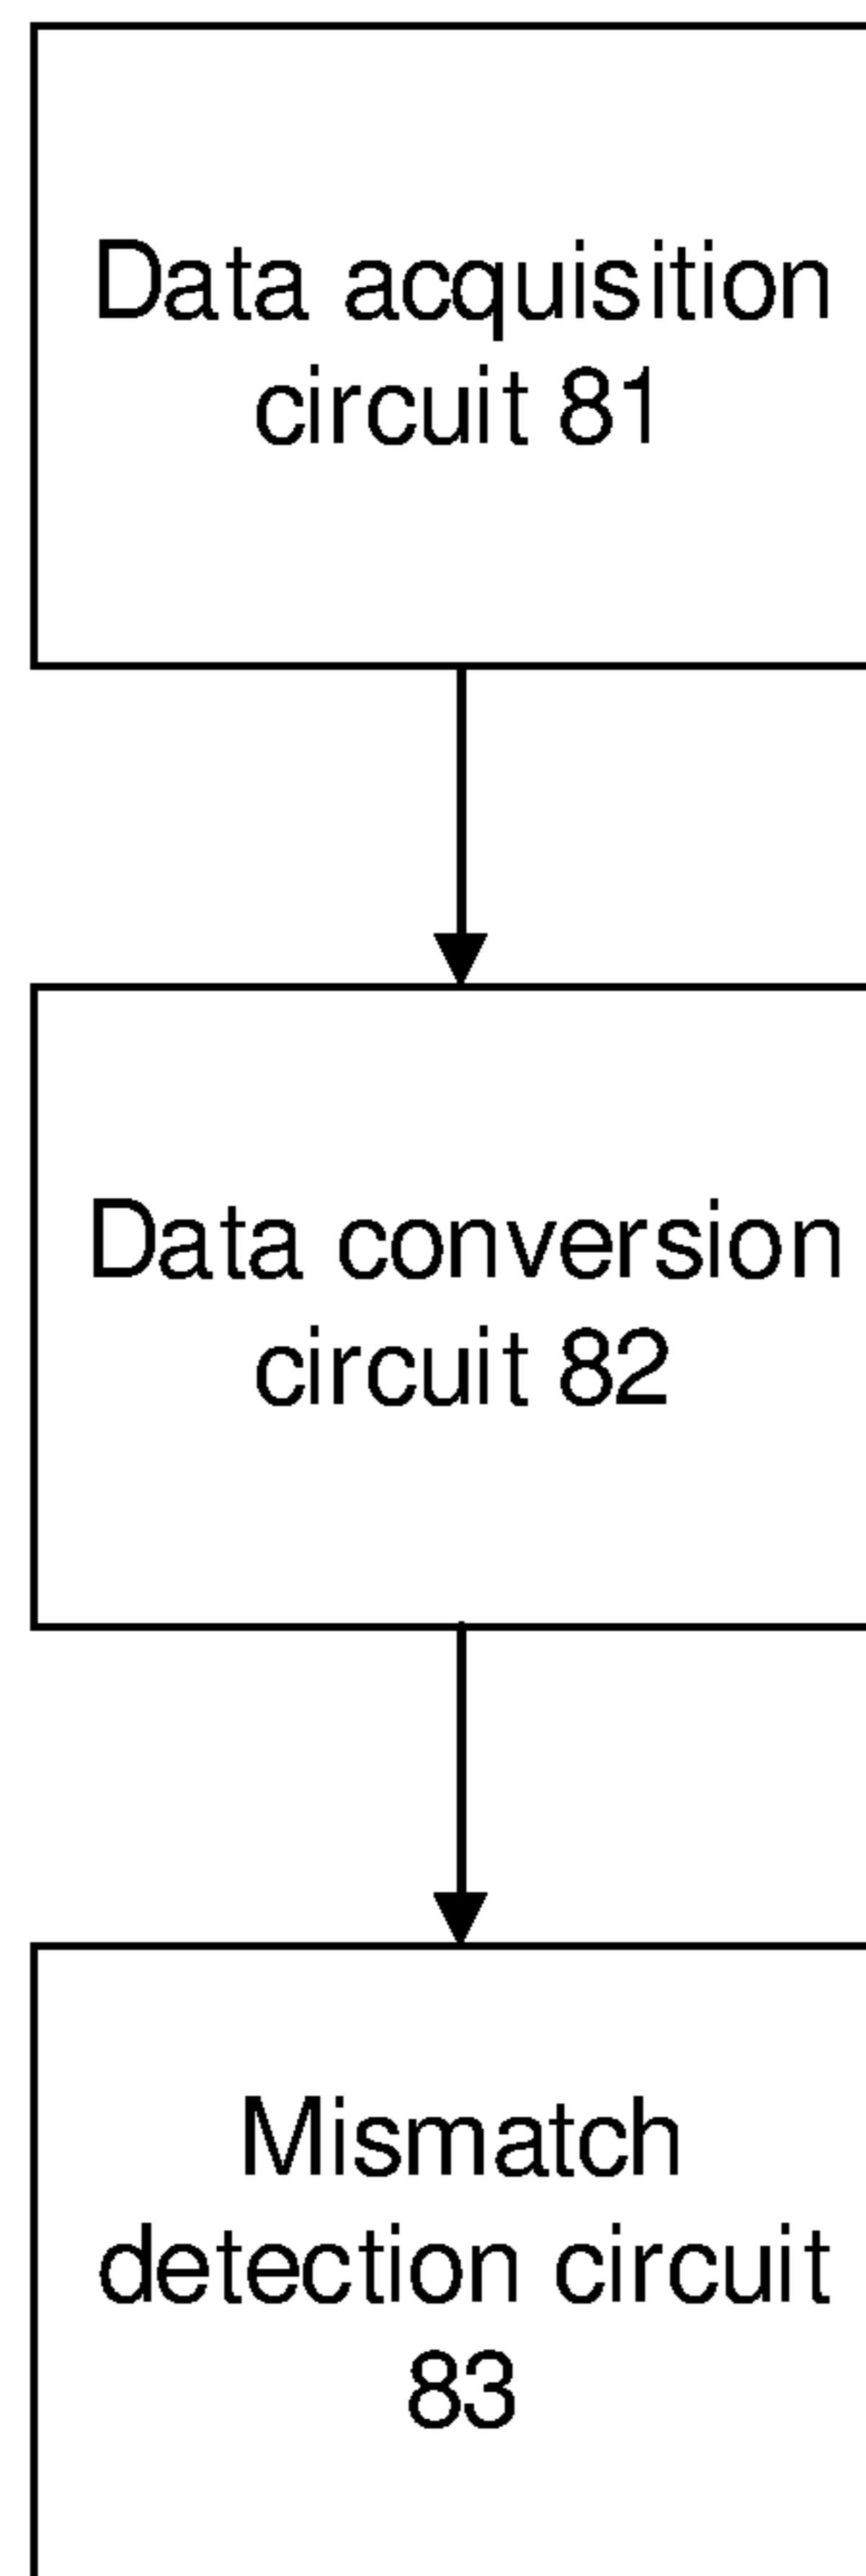 Data acquisition
circuit 81
Data conversion
circuit 82
Mismatch
detection circuit
83